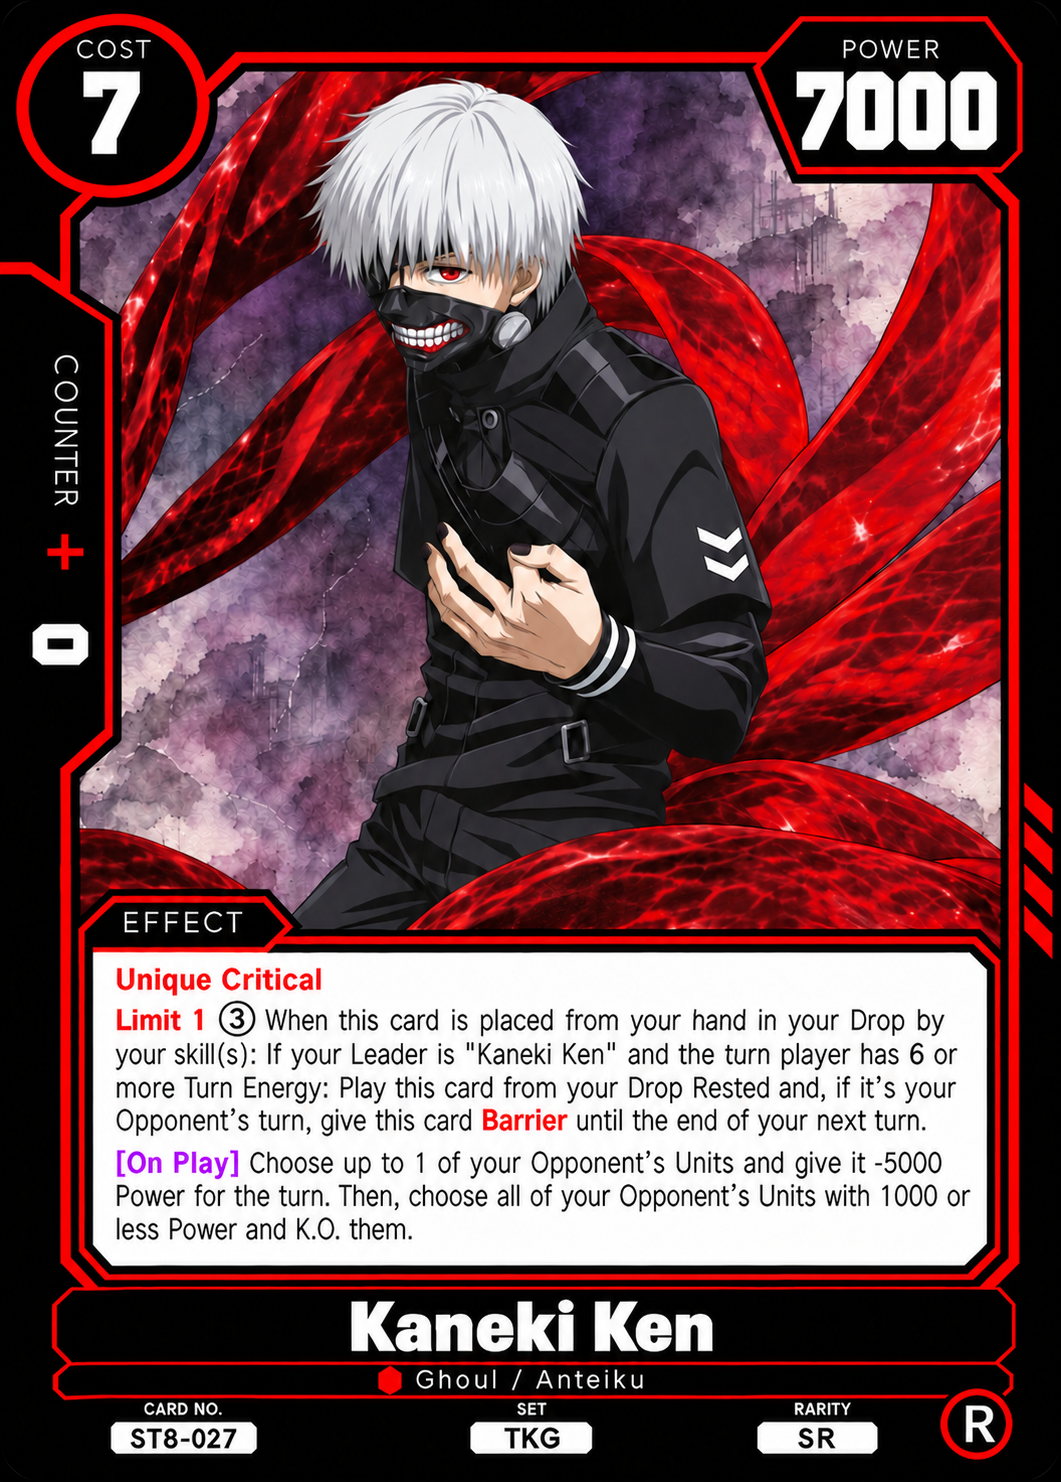 COST
7
POWER
7000
COUNTER + 0
EFFECT
Unique Critical
Limit 1 ③ When this card is placed from your hand in your Drop by
your skill(s): If your Leader is "Kaneki Ken" and the turn player has 6 or
more Turn Energy: Play this card from your Drop Rested and, if it's your
Opponent's turn, give this card Barrier until the end of your next turn.
[On Play] Choose up to 1 of your Opponent's Units and give it -5000
Power for the turn. Then, choose all of your Opponent's Units with 1000 or
less Power and K.O. them.
Kaneki Ken
Ghoul / Anteiku
CARD NO.
ST8-027
SET
TKG
RARITY
SR
R